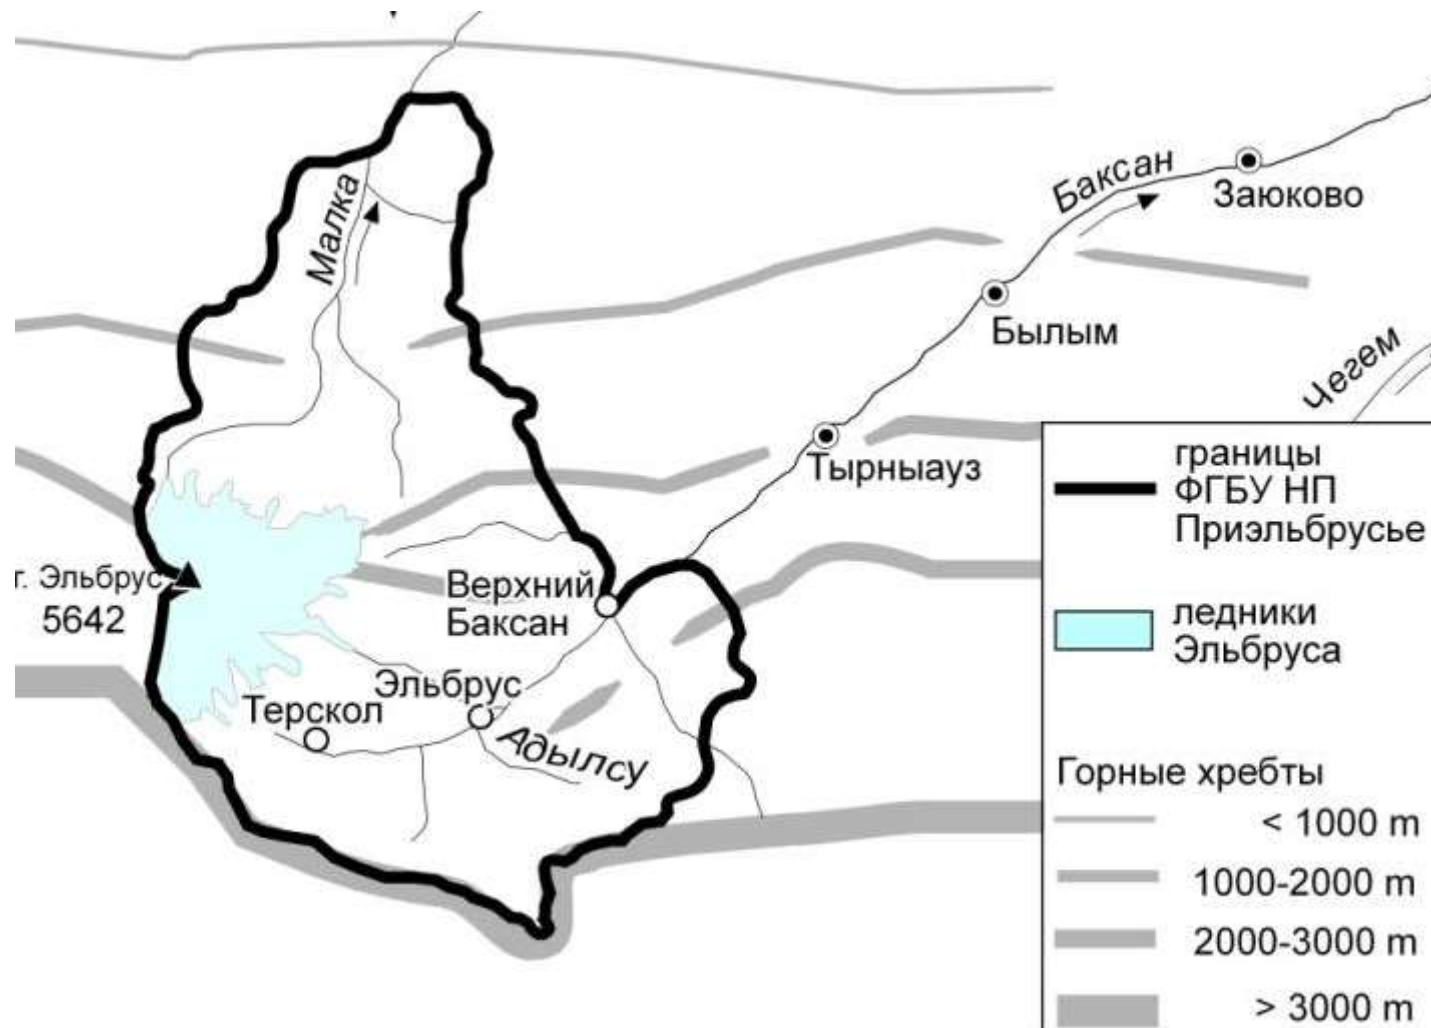 Малка
Баксан
Заюково
Былым
Чегем
Тырныауз
г. Эльбрус
5642
Верхний
Баксан
Эльбрус
Терскол
Адылсу
границы
ФГБУ НП
Приэльбрусье
ледники
Эльбруса
Горные хребты
< 1000 m
1000-2000 m
2000-3000 m
> 3000 m